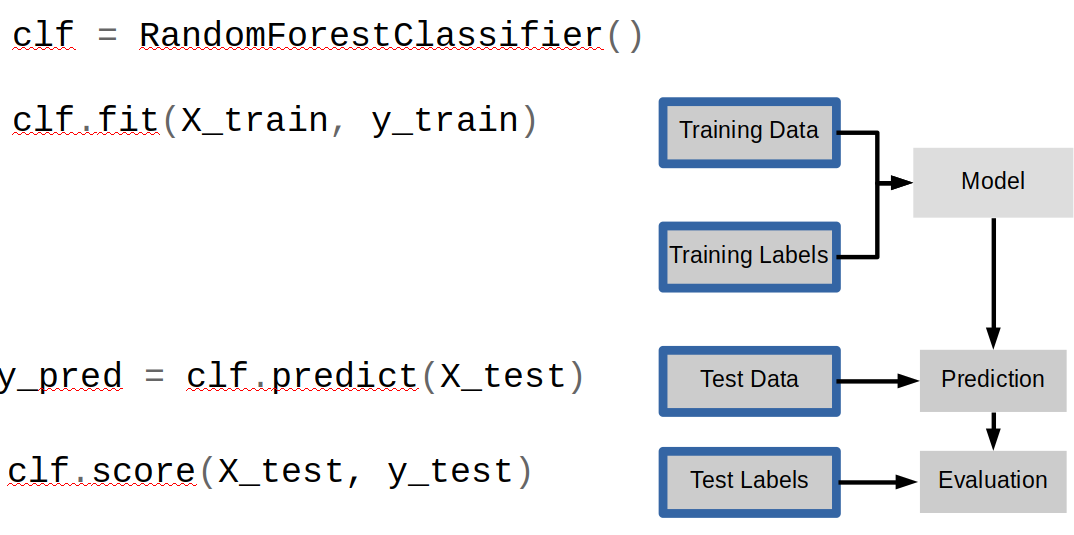 clf = RandomForestClassifier()
clf.fit(X_train, y_train)
Training Data
Model
Training Labels
y_pred = clf.predict(X_test)
Test Data
Prediction
clf.score(X_test, y_test)
Test Labels
Evaluation